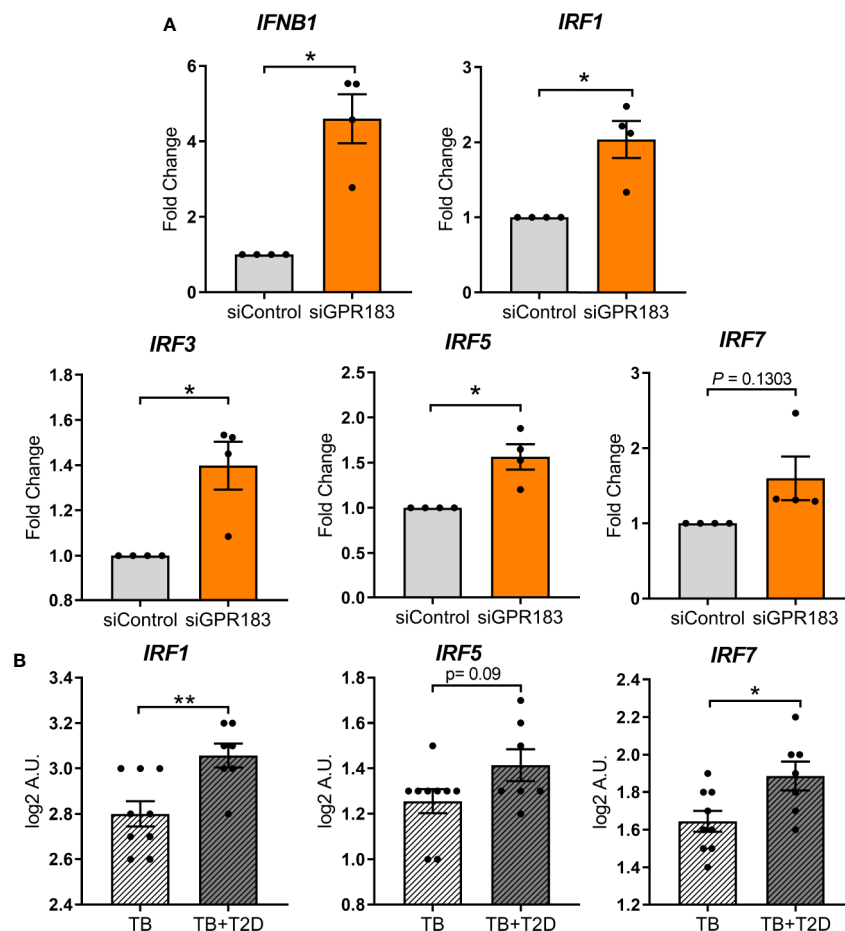 A
IFNB1
IRF1
*
*
Fold Change
6
4
2
0
siControl siGPR183
Fold Change
3
2
1
0
siControl siGPR183
IRF3
IRF5
IRF7
*
*
P = 0.1303
Fold Change
1.8
1.6
1.4
1.2
1.0
0.8
siControl siGPR183
Fold Change
2.5
2.0
1.5
1.0
0.5
0.0
siControl siGPR183
Fold Change
3
2
1
0
siControl siGPR183
B
IRF1
IRF5
IRF7
**
p= 0.09
*
log2 A.U.
3.4
3.2
3.0
2.8
2.6
2.4
TB TB+T2D
log2 A.U.
1.8
1.6
1.4
1.2
1.0
0.8
TB TB+T2D
log2 A.U.
2.4
2.2
2.0
1.8
1.6
1.4
1.2
TB TB+T2D